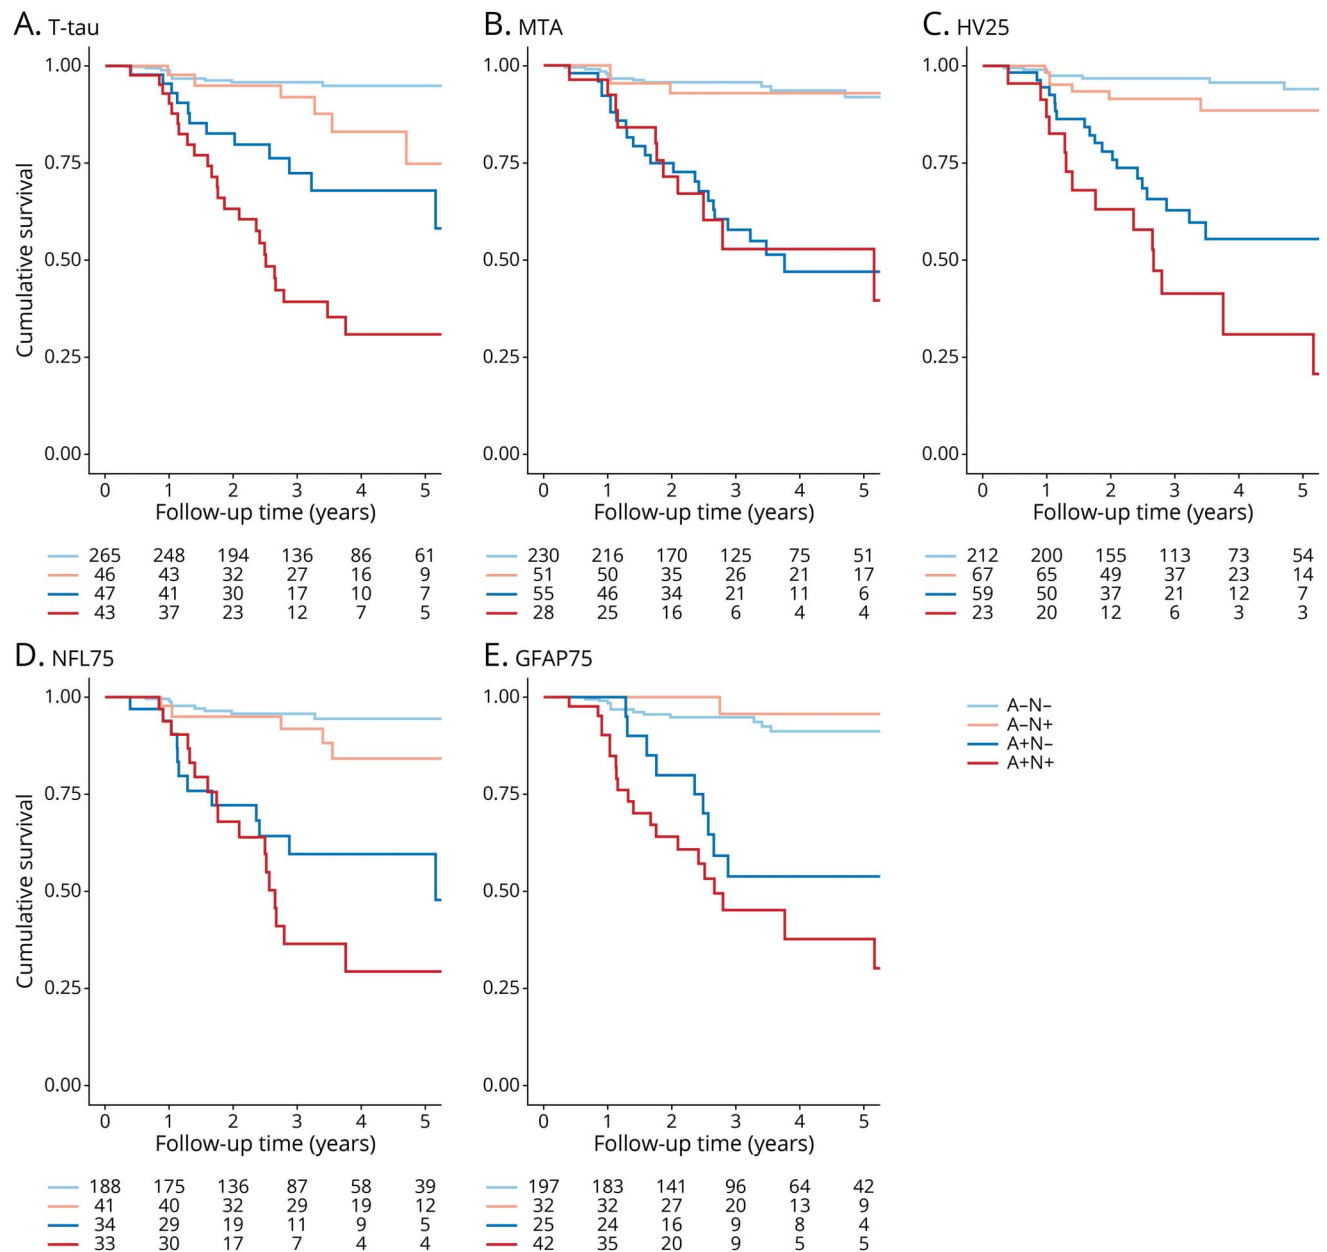 A. T-tau
Cumulative survival
1.00
0.75
0.50
0.25
0.00
0 1 2 3 4 5
Follow-up time (years)
265 248 194 136 86 61
46 43 32 27 16 9
47 41 30 17 10 7
43 37 23 12 7 5
B. MTA
1.00
0.75
0.50
0.25
0.00
0 1 2 3 4 5
Follow-up time (years)
230 216 170 125 75 51
51 50 35 26 21 17
55 46 34 21 11 6
28 25 16 6 4 4
C. HV25
1.00
0.75
0.50
0.25
0.00
0 1 2 3 4 5
Follow-up time (years)
212 200 155 113 73 54
67 65 49 37 23 14
59 50 37 21 12 7
23 20 12 6 3 3
D. NFL75
Cumulative survival
1.00
0.75
0.50
0.25
0.00
0 1 2 3 4 5
Follow-up time (years)
188 175 136 87 58 39
41 40 32 29 19 12
34 29 19 11 9 5
33 30 17 7 4 4
E. GFAP75
1.00
0.75
0.50
0.25
0.00
0 1 2 3 4 5
Follow-up time (years)
197 183 141 96 64 42
32 32 27 20 13 9
25 24 16 9 8 4
42 35 20 9 5 5
A–N–
A–N+
A+N–
A+N+